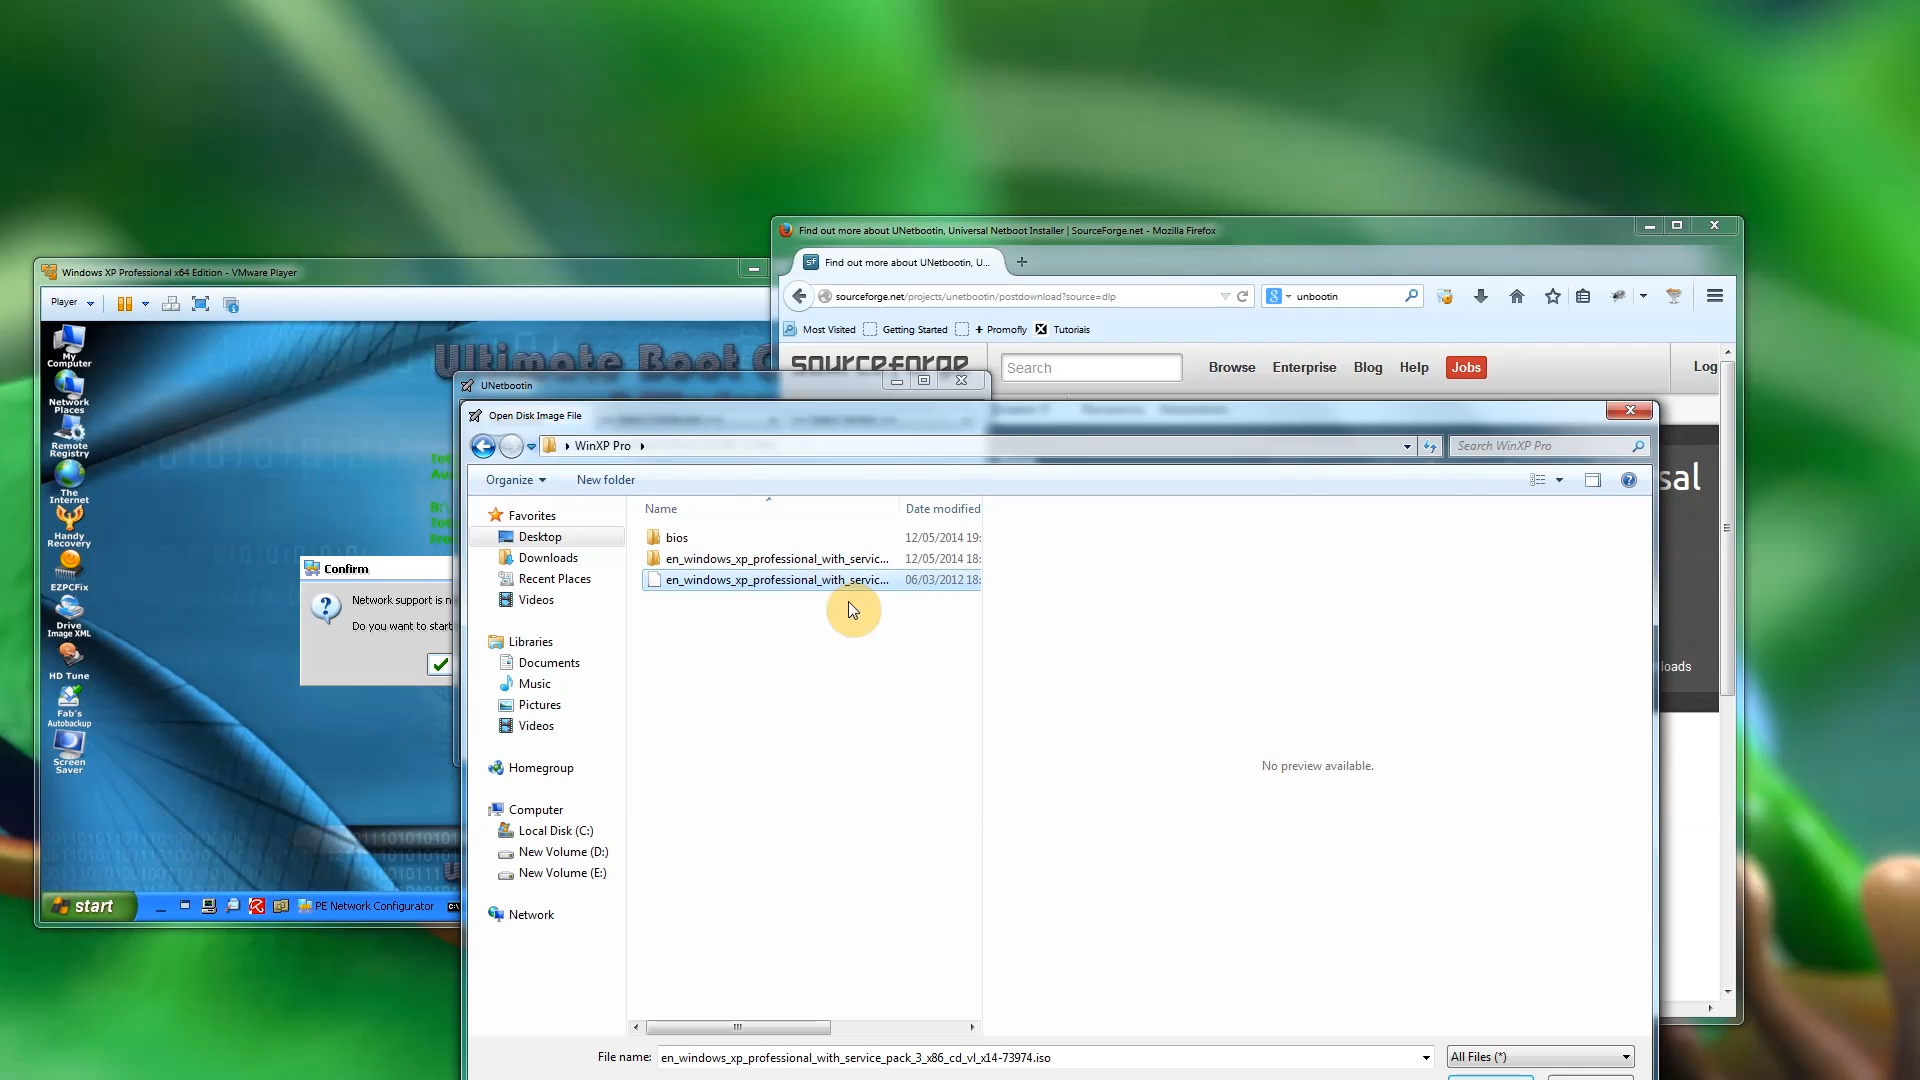 Find out more about UNetbootin, Universal Netboot Installer | SourceForge.net - Mozilla Firefox
Find out more about UNetbootin, U...
sourceforge.net/projects/unetbootin/postdownload?source=dlp
unbootin
Most Visited
Getting Started
+ Promofly
Tutorials
sourceforge
Search
Browse
Enterprise
Blog
Help
Jobs
Log
sal
loads
Windows XP Professional x64 Edition - VMware Player
Player
My
Computer
Network
Places
Remote
Registry
The
Internet
Handy
Recovery
EZPCFix
Drive
Image XML
HD Tune
Fab's
Autobackup
Screen
Saver
Ultimate Boot C
Confirm
Network support is n
Do you want to start
start
PE Network Configurator
UNetbootin
Open Disk Image File
WinXP Pro
Search WinXP Pro
Organize
New folder
Favorites
Desktop
Downloads
Recent Places
Videos
Libraries
Documents
Music
Pictures
Videos
Homegroup
Computer
Local Disk (C:)
New Volume (D:)
New Volume (E:)
Network
Name
Date modified
bios
12/05/2014 19:
en_windows_xp_professional_with_servic...
12/05/2014 18:
en_windows_xp_professional_with_servic...
06/03/2012 18:
No preview available.
File name:
en_windows_xp_professional_with_service_pack_3_x86_cd_vl_x14-73974.iso
All Files (*)